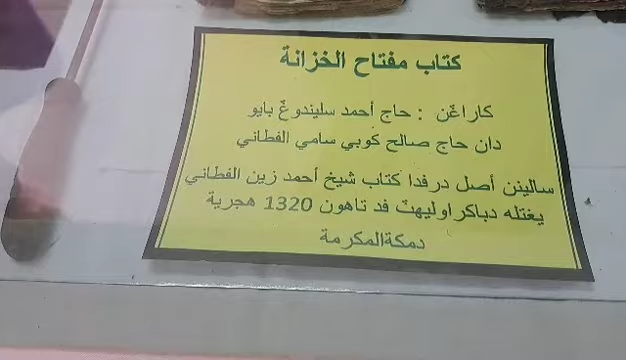 كتاب مفتاح الخزانة
كاراڠن : حاج أحمد سليندوڠ بايو
دان حاج صالح كوبي سامي الفطاني
سالينن أصل درفدا كتاب شيخ أحمد زين الفطاني
يڠتله دباكر اوليهڽ فد تاهون 1320 هجرية
دمكةالمكرمة